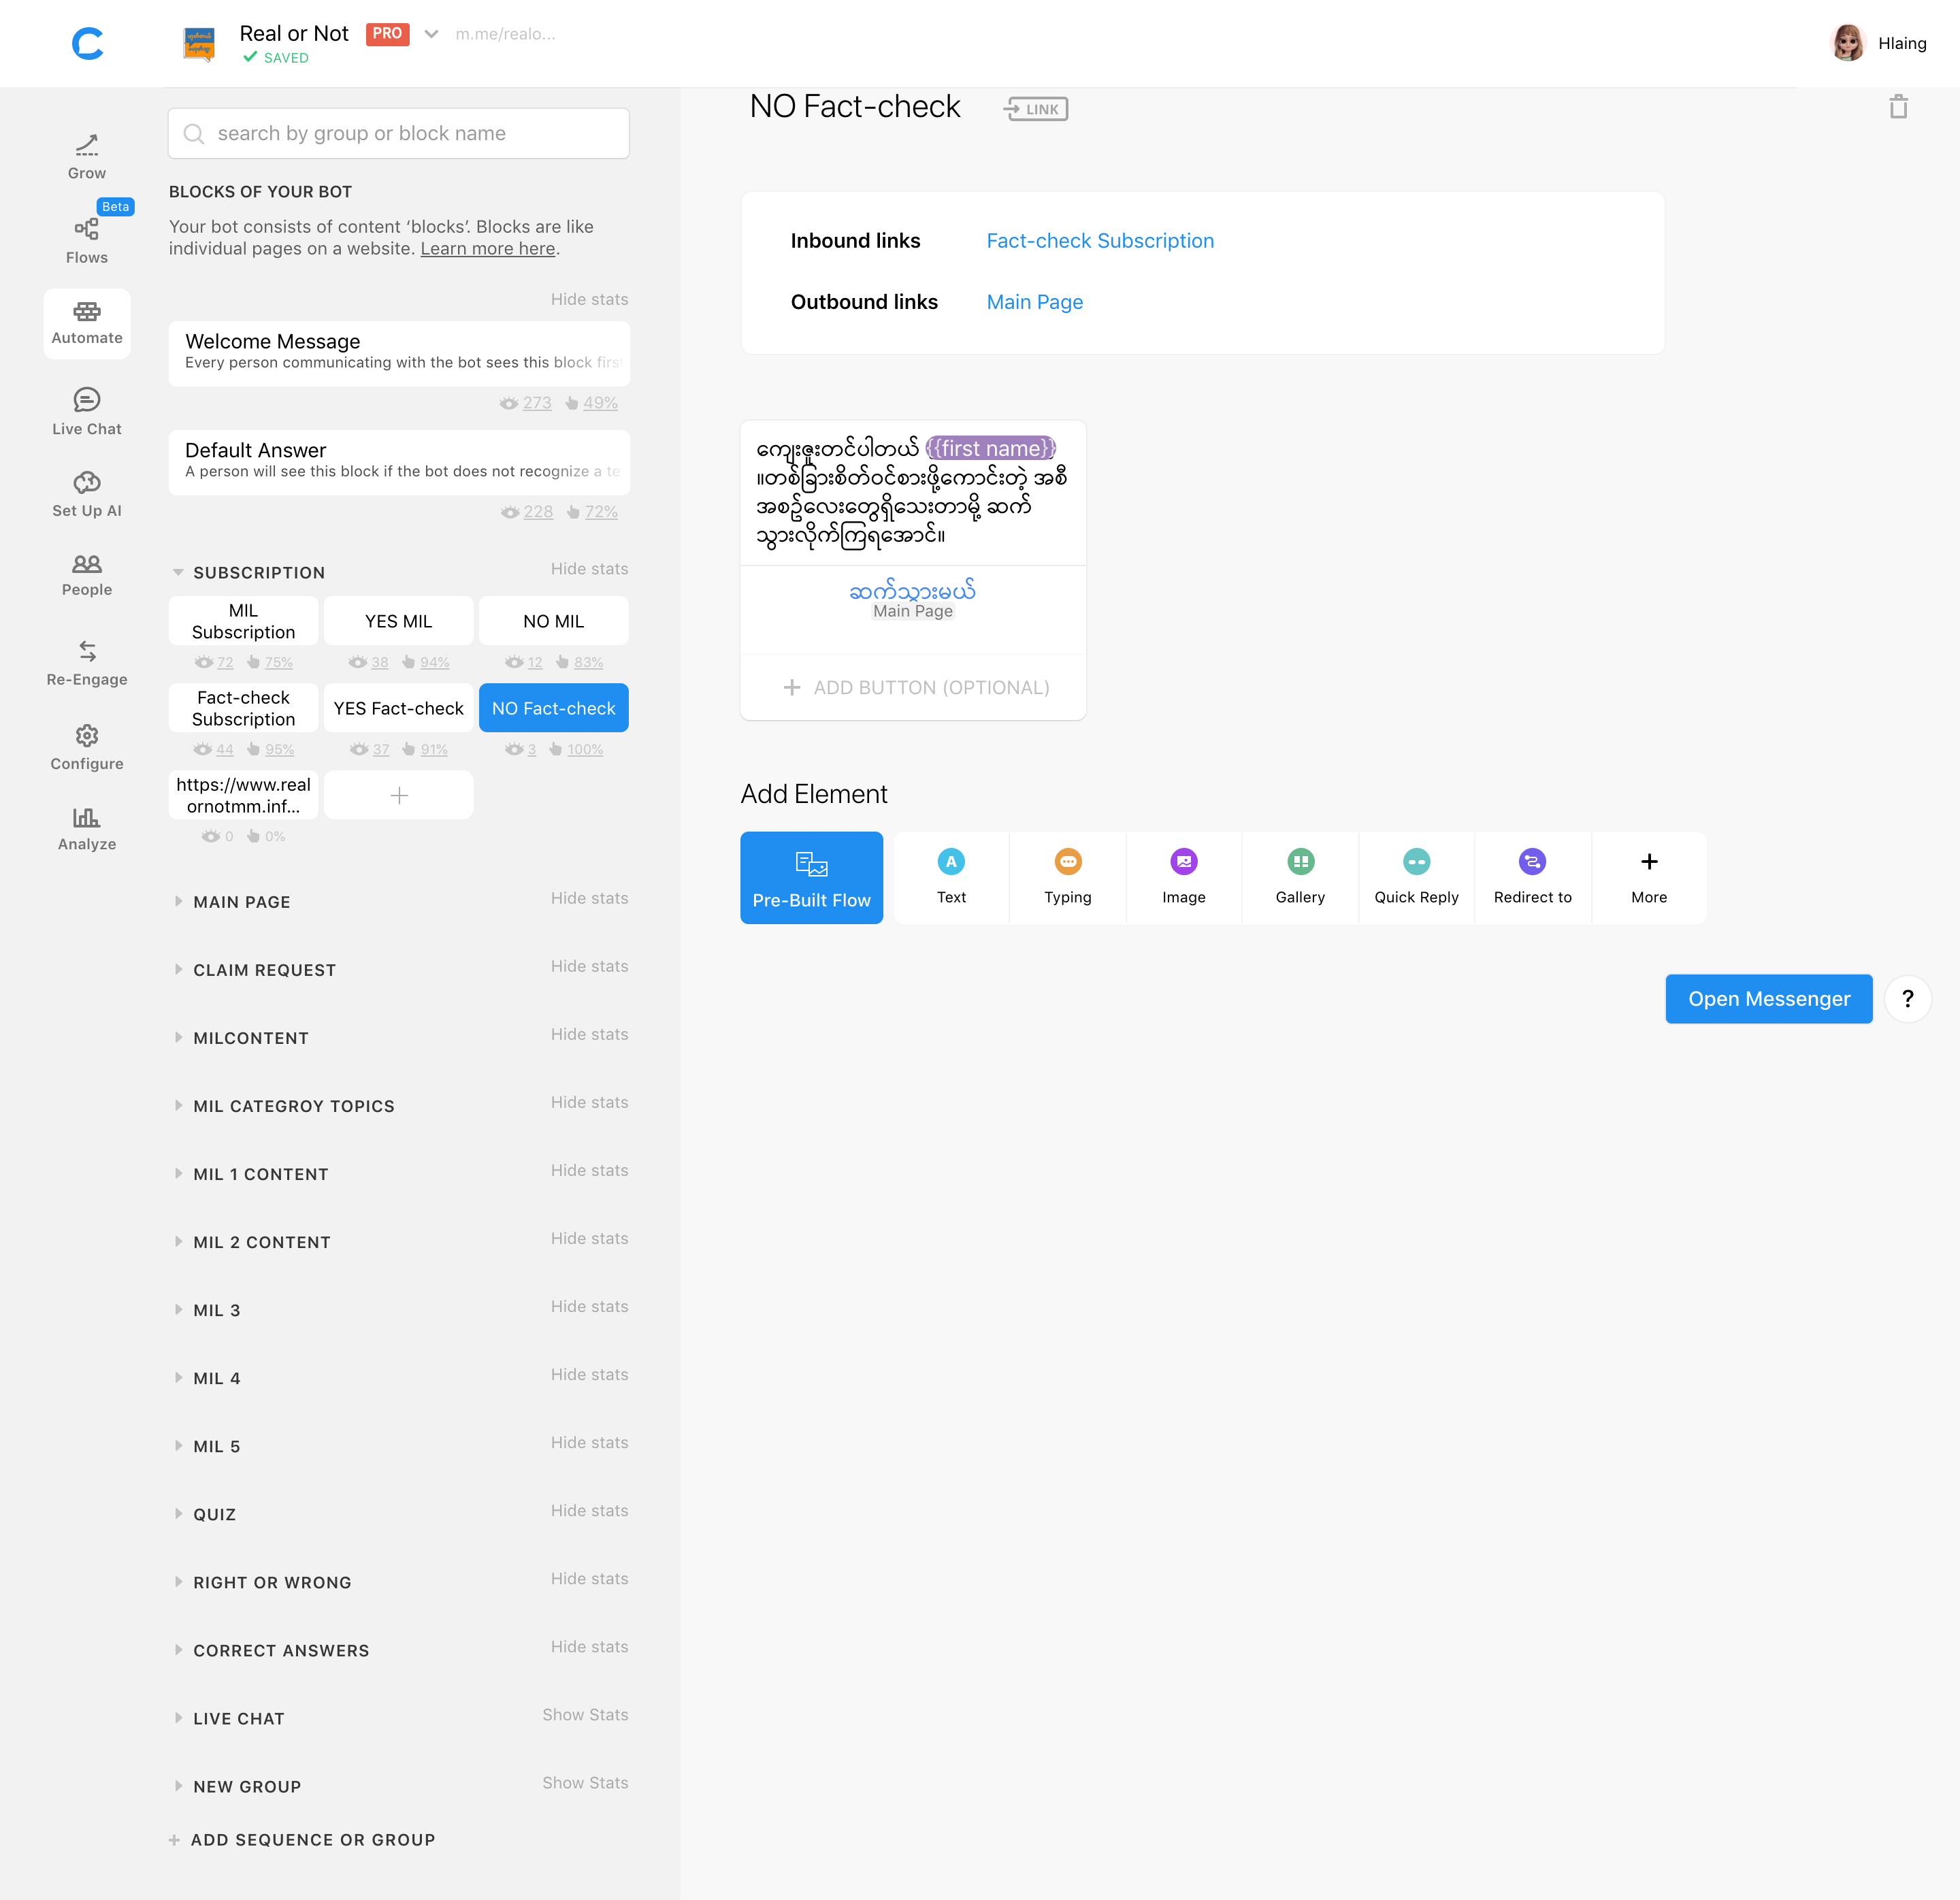 Real or Not PRO m.me/realo...
SAVED
Hlaing
Grow
Beta
Flows
Automate
Live Chat
Set Up AI
People
Re-Engage
Configure
Analyze
search by group or block name
BLOCKS OF YOUR BOT
Your bot consists of content ‘blocks’. Blocks are like
individual pages on a website. Learn more here.
Hide stats
Welcome Message
Every person communicating with the bot sees this block first
273 49%
Default Answer
A person will see this block if the bot does not recognize a te
228 72%
SUBSCRIPTION Hide stats
MIL
Subscription
YES MIL
NO MIL
72 75%
38 94%
12 83%
Fact-check
Subscription
YES Fact-check
NO Fact-check
44 95%
37 91%
3 100%
https://www.real
ornotmm.inf...
0 0%
MAIN PAGE Hide stats
CLAIM REQUEST Hide stats
MILCONTENT Hide stats
MIL CATEGROY TOPICS Hide stats
MIL 1 CONTENT Hide stats
MIL 2 CONTENT Hide stats
MIL 3 Hide stats
MIL 4 Hide stats
MIL 5 Hide stats
QUIZ Hide stats
RIGHT OR WRONG Hide stats
CORRECT ANSWERS Hide stats
LIVE CHAT Show Stats
NEW GROUP Show Stats
+ ADD SEQUENCE OR GROUP
NO Fact-check LINK
Inbound links Fact-check Subscription
Outbound links Main Page
ကျေးဇူးတင်ပါတယ် {{first name}}
။တစ်ခြားစိတ်ဝင်စားဖို့ကောင်းတဲ့ အစီ
အစဉ်လေးတွေရှိသေးတာမို့ ဆက်
သွားလိုက်ကြရအောင်။
ဆက်သွားမယ်
Main Page
+ ADD BUTTON (OPTIONAL)
Add Element
Pre-Built Flow
A
Text
Typing
Image
Gallery
Quick Reply
Redirect to
+
More
Open Messenger ?